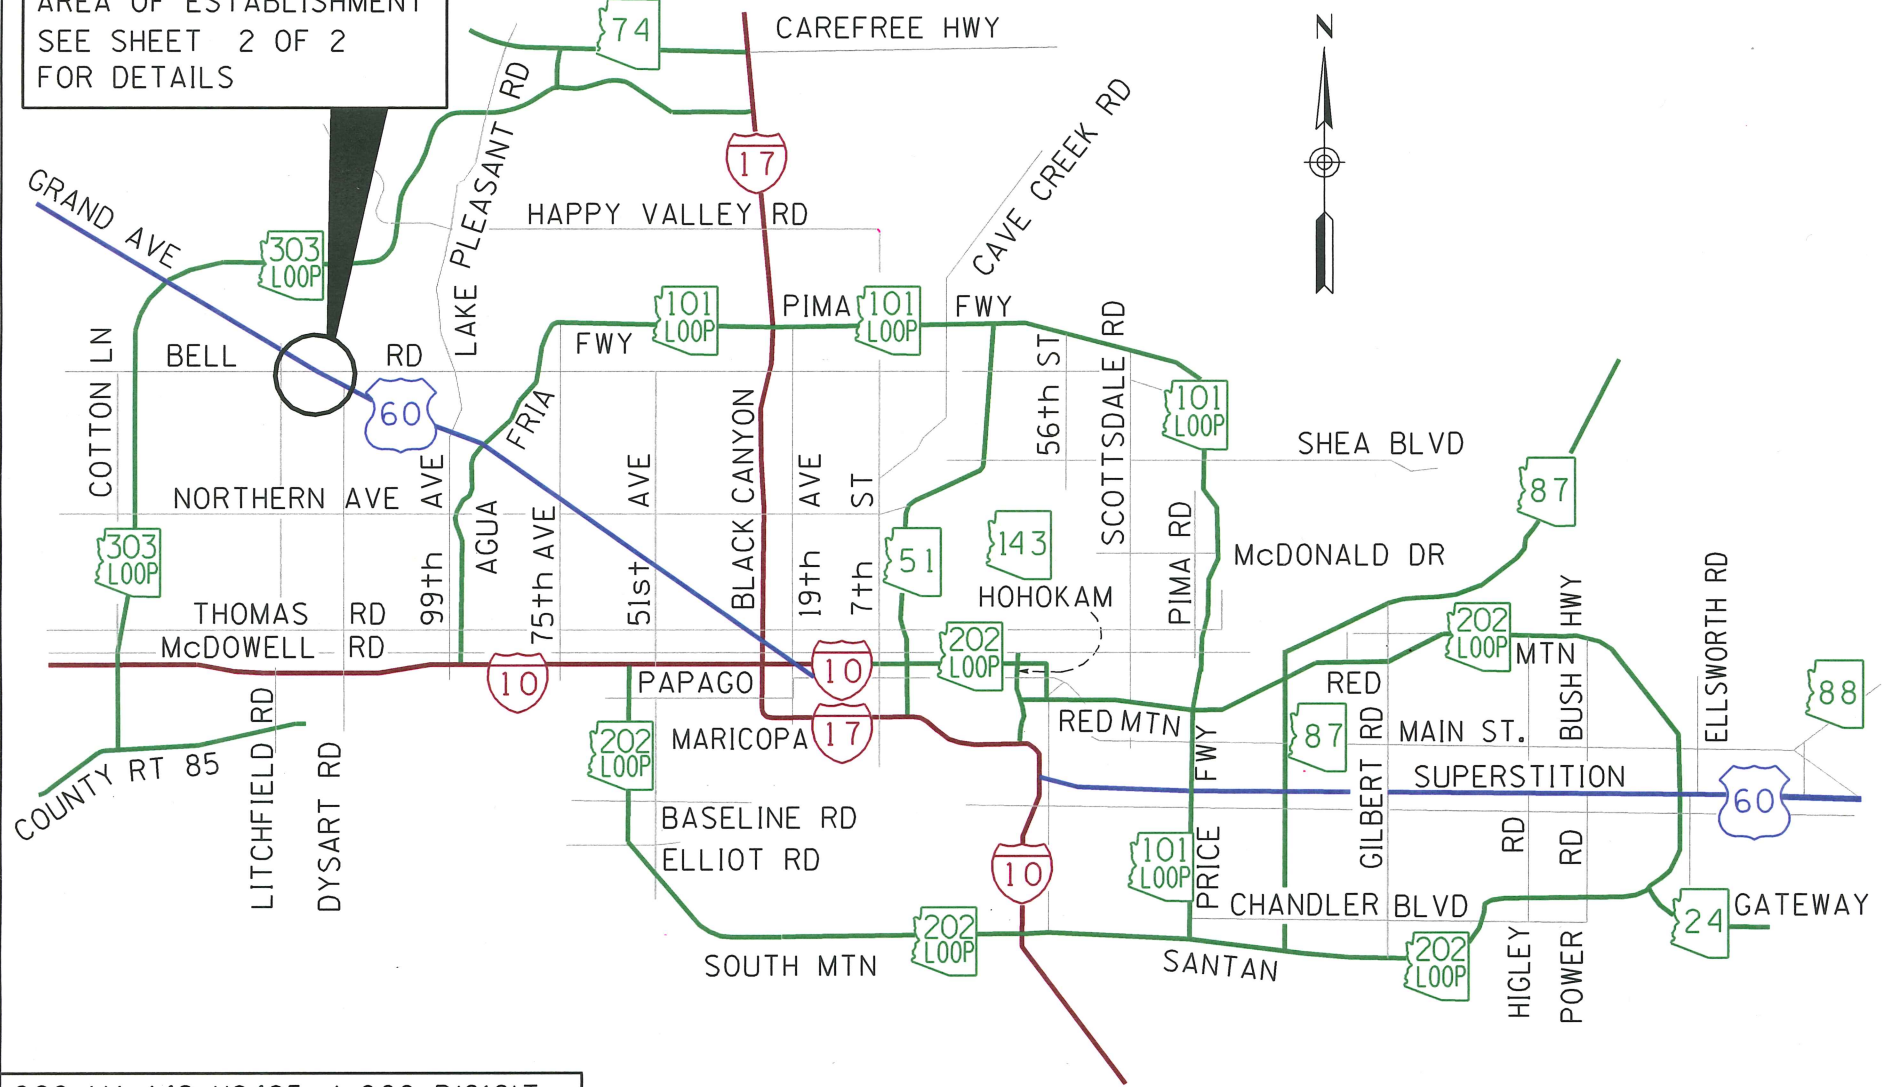 AREA OF ESTABLISHMENT
SEE SHEET 2 OF 2
FOR DETAILS
74
CAREFREE HWY
N
17
LAKE PLEASANT RD
CAVE CREEK RD
GRAND AVE
HAPPY VALLEY RD
303 LOOP
101 LOOP
PIMA
101 LOOP
FWY
FWY
BELL RD
60
COTTON LN
AGUA FRIA
BLACK CANYON
56th ST
SCOTTSDALE RD
101 LOOP
SHEA BLVD
87
NORTHERN AVE
99th AVE
75th AVE
51st AVE
19th AVE
7th ST
303 LOOP
51
143
HOHOKAM
PIMA RD
McDONALD DR
THOMAS RD
McDOWELL RD
10
PAPAGO
10
202 LOOP
202 LOOP
MTN
RED
BUSH HWY
ELLSWORTH RD
88
202 LOOP
MARICOPA
17
RED MTN
87
MAIN ST.
SUPERSTITION
60
COUNTY RT 85
LITCHFIELD RD
DYSART RD
BASELINE RD
ELLIOT RD
10
101 LOOP
PRICE FWY
GILBERT RD
CHANDLER BLVD
HIGLEY RD
POWER RD
24
GATEWAY
202 LOOP
SOUTH MTN
SANTAN
202 LOOP